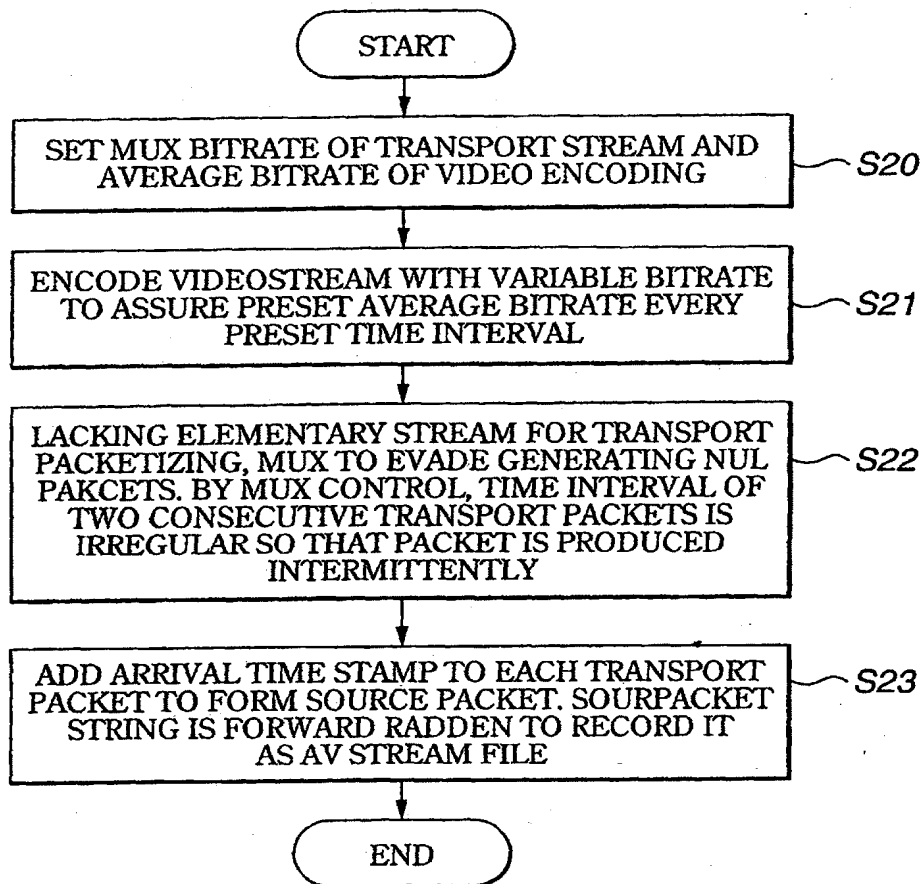 START
SET MUX BITRATE OF TRANSPORT STREAM AND
AVERAGE BITRATE OF VIDEO ENCODING
S20
ENCODE VIDEOSTREAM WITH VARIABLE BITRATE
TO ASSURE PRESET AVERAGE BITRATE EVERY
PRESET TIME INTERVAL
S21
LACKING ELEMENTARY STREAM FOR TRANSPORT
PACKETIZING, MUX TO EVADE GENERATING NUL
PAKCETS. BY MUX CONTROL, TIME INTERVAL OF
TWO CONSECUTIVE TRANSPORT PACKETS IS
IRREGULAR SO THAT PACKET IS PRODUCED
INTERMITTENTLY
S22
ADD ARRIVAL TIME STAMP TO EACH TRANSPORT
PACKET TO FORM SOURCE PACKET. SOURPACKET
STRING IS FORWARD RADDEN TO RECORD IT
AS AV STREAM FILE
S23
END